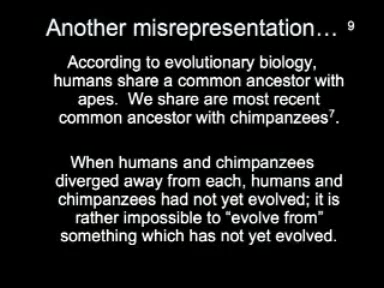 Another misrepresentation… 9
According to evolutionary biology,
humans share a common ancestor with
apes. We share are most recent
common ancestor with chimpanzees⁷.
When humans and chimpanzees
diverged away from each, humans and
chimpanzees had not yet evolved; it is
rather impossible to “evolve from”
something which has not yet evolved.